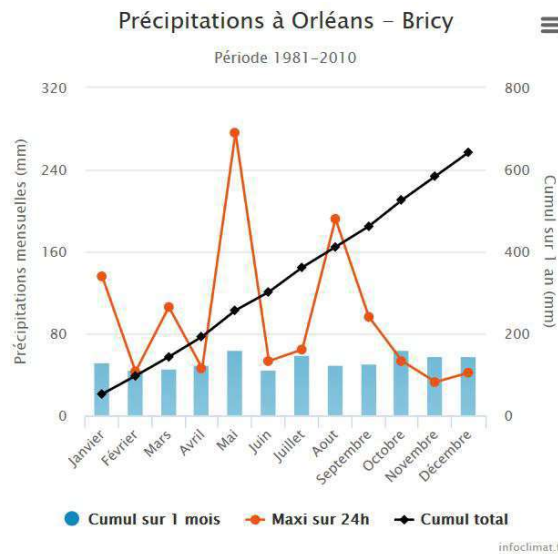 Précipitations à Orléans – Bricy
Période 1981-2010
Précipitations mensuelles (mm)
320
240
160
80
0
Cumul sur 1 an (mm)
800
600
400
200
0
Janvier
Février
Mars
Avril
Mai
Juin
Juillet
Aout
Septembre
Octobre
Novembre
Décembre
Cumul sur 1 mois
Maxi sur 24h
Cumul total